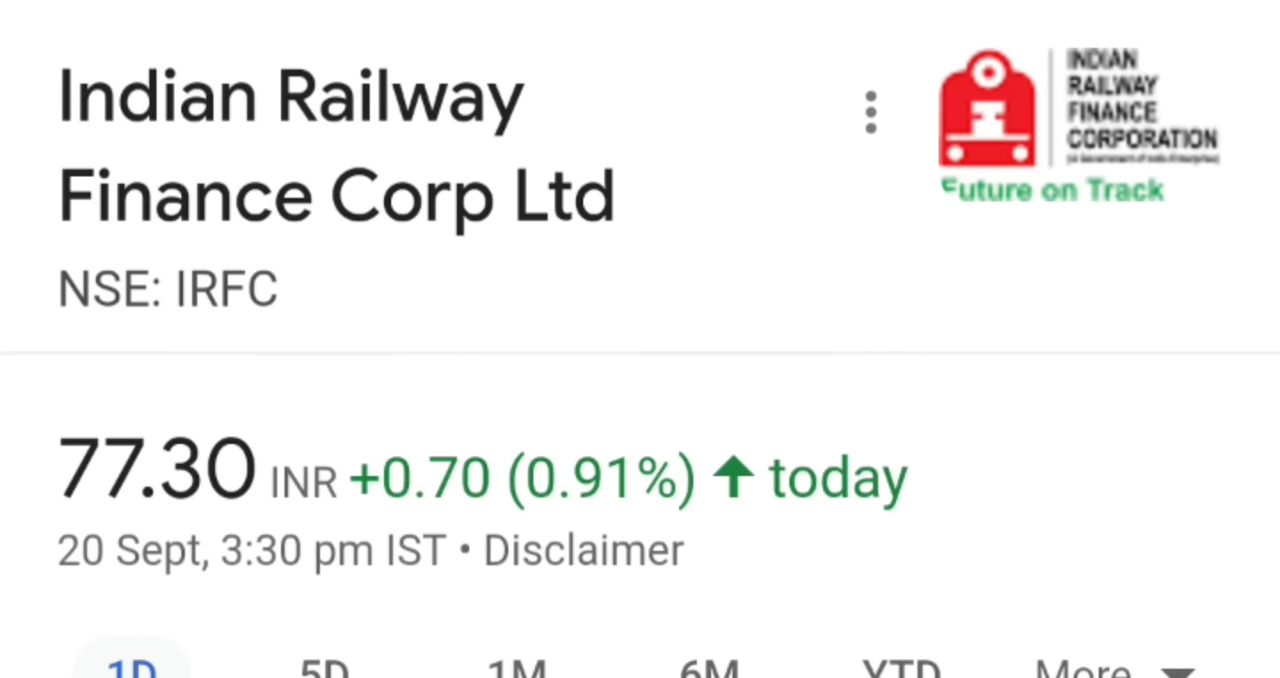 Indian Railway
Finance Corp Ltd
NSE: IRFC
INDIAN
RAILWAY
FINANCE
CORPORATION
Future on Track
77.30 INR +0.70 (0.91%) ↑ today
20 Sept, 3:30 pm IST • Disclaimer
1D 5D 1M 6M YTD More